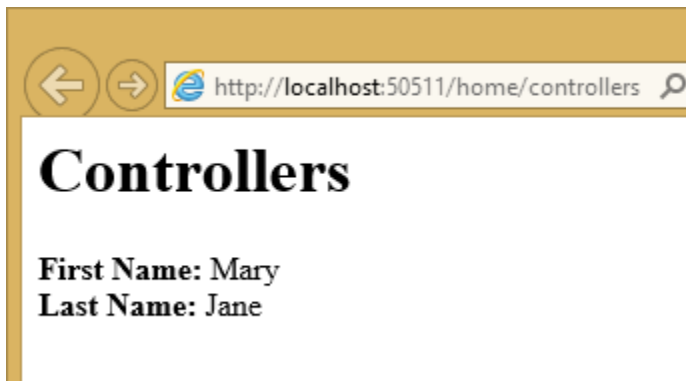 http://localhost:50511/home/controllers
Controllers
First Name: Mary
Last Name: Jane